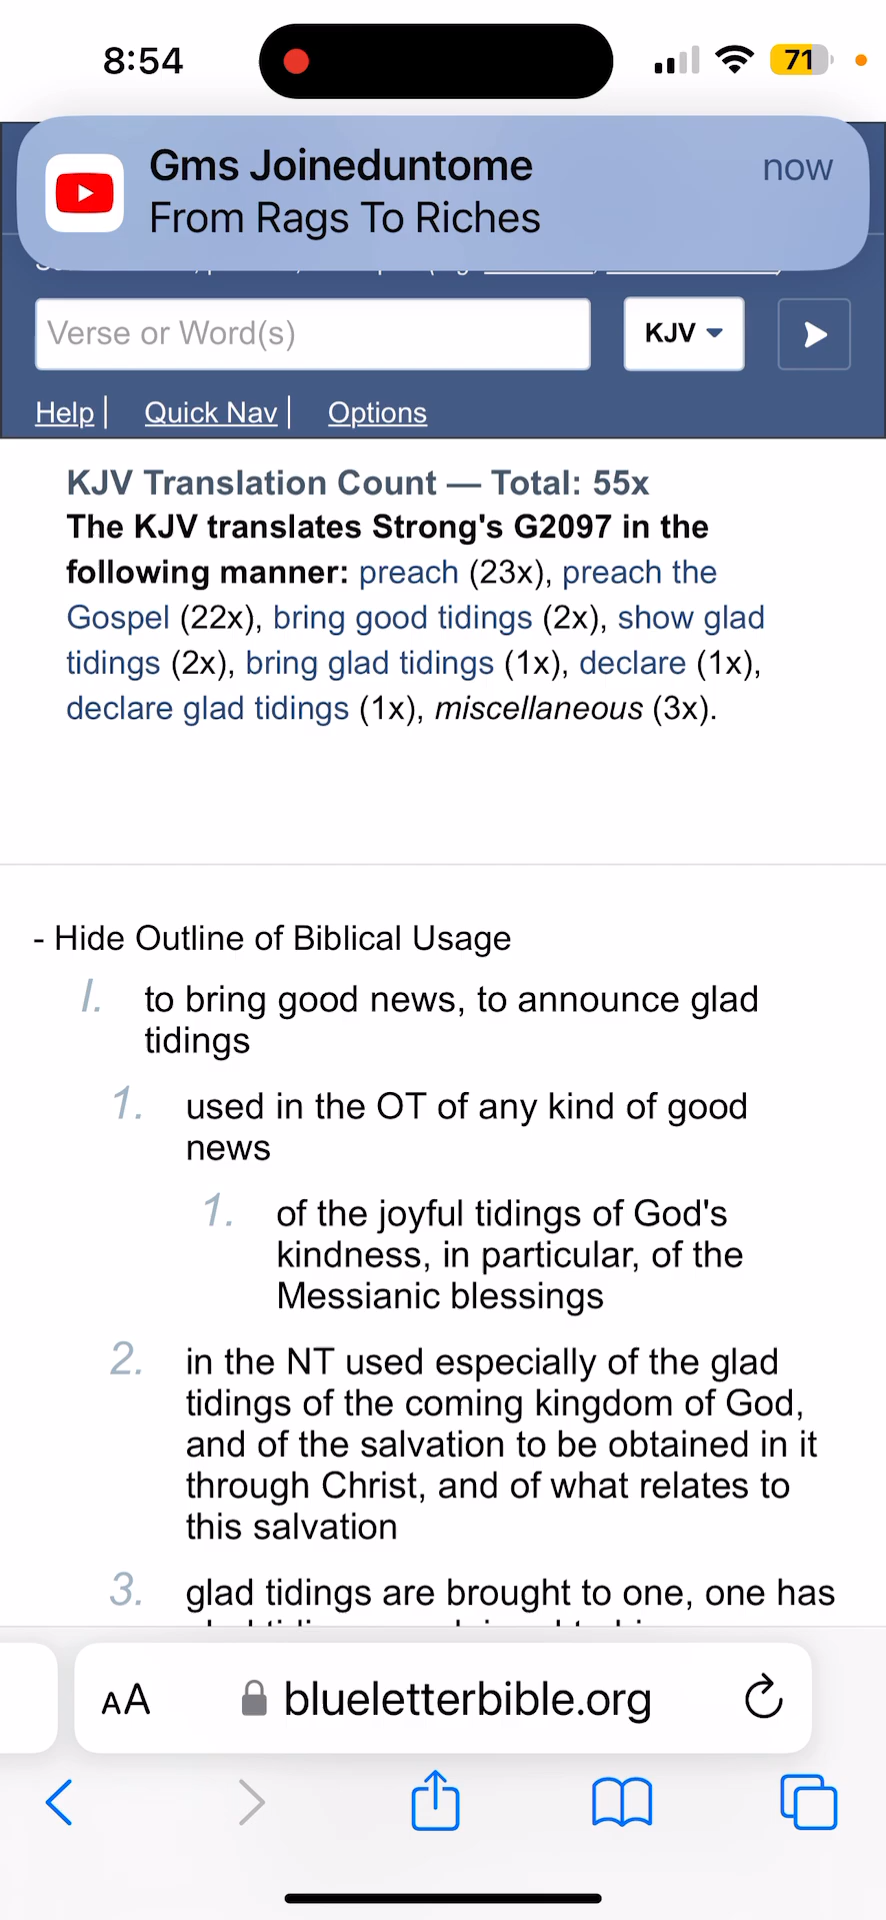 8:54
71
Gms Joineduntome
now
From Rags To Riches
Verse or Word(s)
KJV
Help | Quick Nav | Options
KJV Translation Count — Total: 55x
The KJV translates Strong's G2097 in the
following manner: preach (23x), preach the
Gospel (22x), bring good tidings (2x), show glad
tidings (2x), bring glad tidings (1x), declare (1x),
declare glad tidings (1x), miscellaneous (3x).
- Hide Outline of Biblical Usage
I. to bring good news, to announce glad
tidings
1. used in the OT of any kind of good
news
1. of the joyful tidings of God's
kindness, in particular, of the
Messianic blessings
2. in the NT used especially of the glad
tidings of the coming kingdom of God,
and of the salvation to be obtained in it
through Christ, and of what relates to
this salvation
3. glad tidings are brought to one, one has
AA
blueletterbible.org